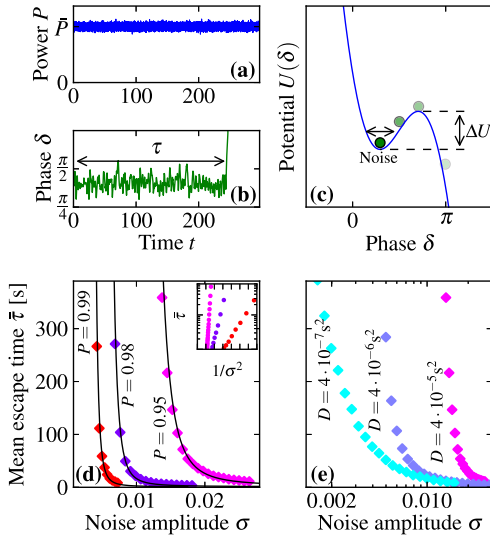 Power P
P̄
0
0 100 200
(a)
Phase δ
π/2
π/4
τ
(b)
0 100 200
Time t
Potential U(δ)
Noise
ΔU
(c)
0 π
Phase δ
Mean escape time τ̄ [s]
300
200
100
0
P = 0.99
P = 0.98
P = 0.95
τ̄
1/σ²
(d)
0.01 0.02
Noise amplitude σ
D = 4 · 10⁻⁷s²
D = 4 · 10⁻⁶s²
D = 4 · 10⁻⁵s²
(e)
0.002 0.010
Noise amplitude σ